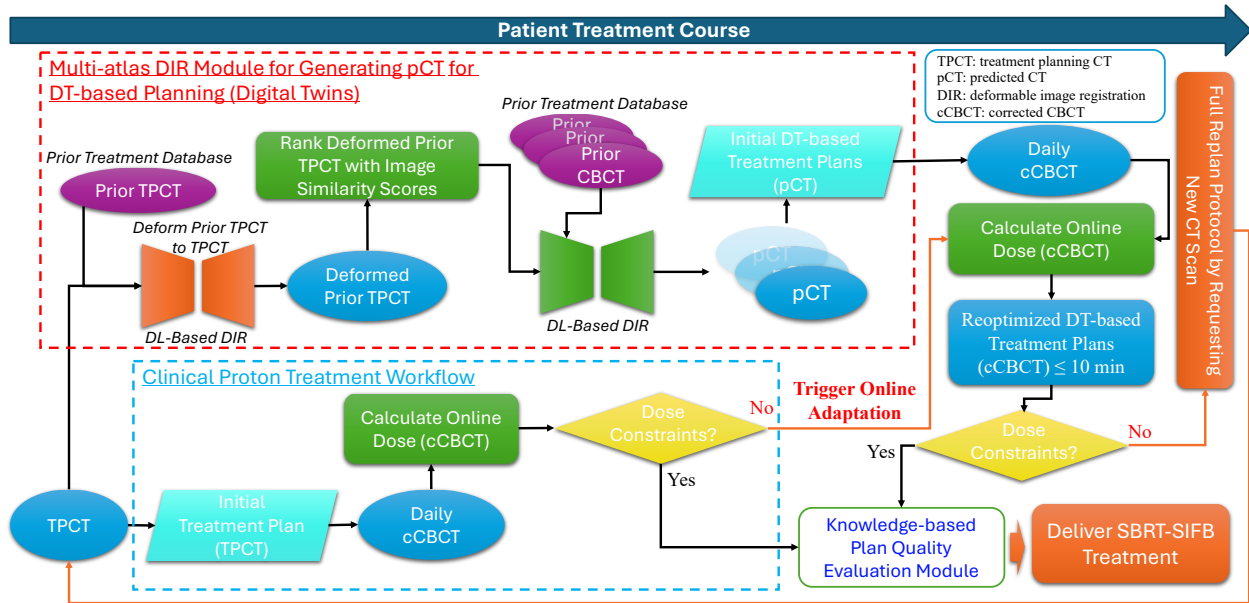 Patient Treatment Course
Multi-atlas DIR Module for Generating pCT for
DT-based Planning (Digital Twins)
Prior Treatment Database
Prior TPCT
Deform Prior TPCT
to TPCT
DL-Based DIR
Rank Deformed Prior
TPCT with Image
Similarity Scores
Deformed
Prior TPCT
Prior Treatment Database
Prior
Prior
Prior
CBCT
DL-Based DIR
Initial DT-based
Treatment Plans
(pCT)
pCT
pCT
TPCT: treatment planning CT
pCT: predicted CT
DIR: deformable image registration
cCBCT: corrected CBCT
Daily
cCBCT
Calculate Online
Dose (cCBCT)
Reoptimized DT-based
Treatment Plans
(cCBCT) ≤ 10 min
Dose
Constraints?
No
Yes
Full Replan Protocol by Requesting
New CT Scan
Clinical Proton Treatment Workflow
TPCT
Initial
Treatment Plan
(TPCT)
Daily
cCBCT
Calculate Online
Dose (cCBCT)
Dose
Constraints?
No
Yes
Trigger Online
Adaptation
Knowledge-based
Plan Quality
Evaluation Module
Deliver SBRT-SIFB
Treatment